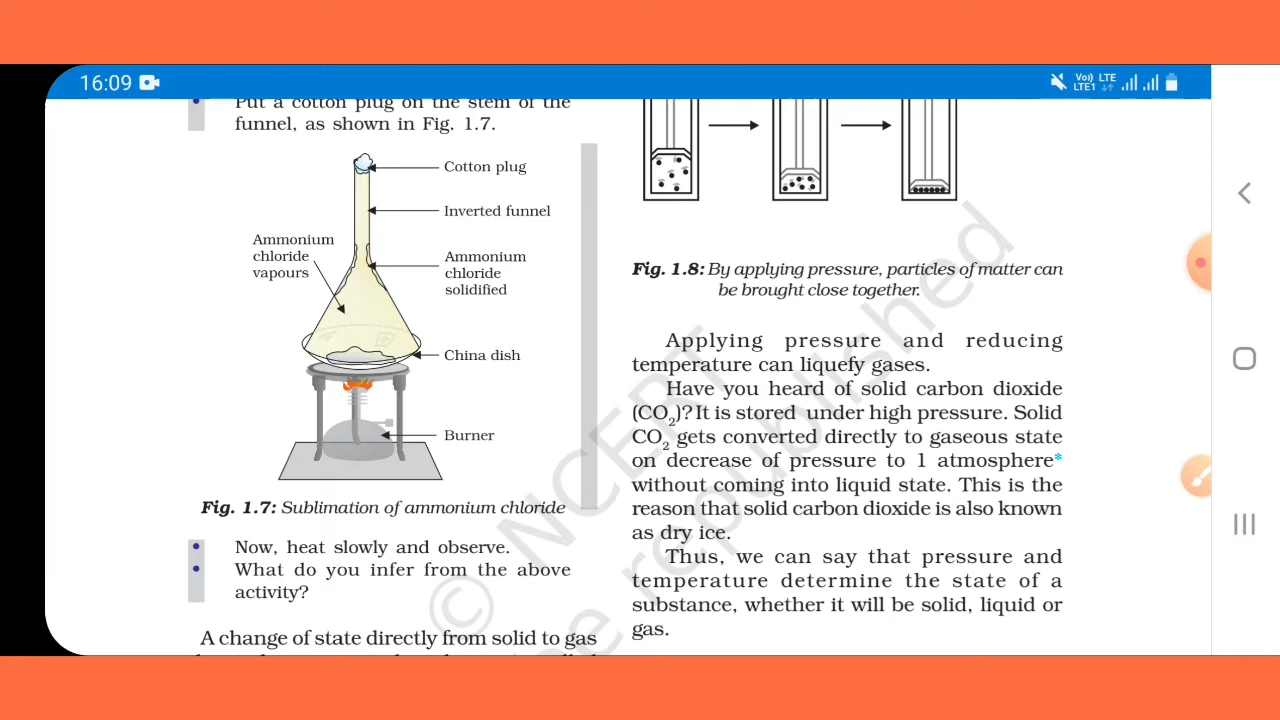 16:09
Vo)) LTE
LTE1
Put a cotton plug on the stem of the
funnel, as shown in Fig. 1.7.
Cotton plug
Inverted funnel
Ammonium
chloride
vapours
Ammonium
chloride
solidified
China dish
Burner
Fig. 1.7: Sublimation of ammonium chloride
• Now, heat slowly and observe.
• What do you infer from the above
activity?
A change of state directly from solid to gas
Fig. 1.8: By applying pressure, particles of matter can
be brought close together.
Applying pressure and reducing
temperature can liquefy gases.
Have you heard of solid carbon dioxide
(CO₂)? It is stored under high pressure. Solid
CO₂ gets converted directly to gaseous state
on decrease of pressure to 1 atmosphere*
without coming into liquid state. This is the
reason that solid carbon dioxide is also known
as dry ice.
Thus, we can say that pressure and
temperature determine the state of a
substance, whether it will be solid, liquid or
gas.
© NCERT
be republished